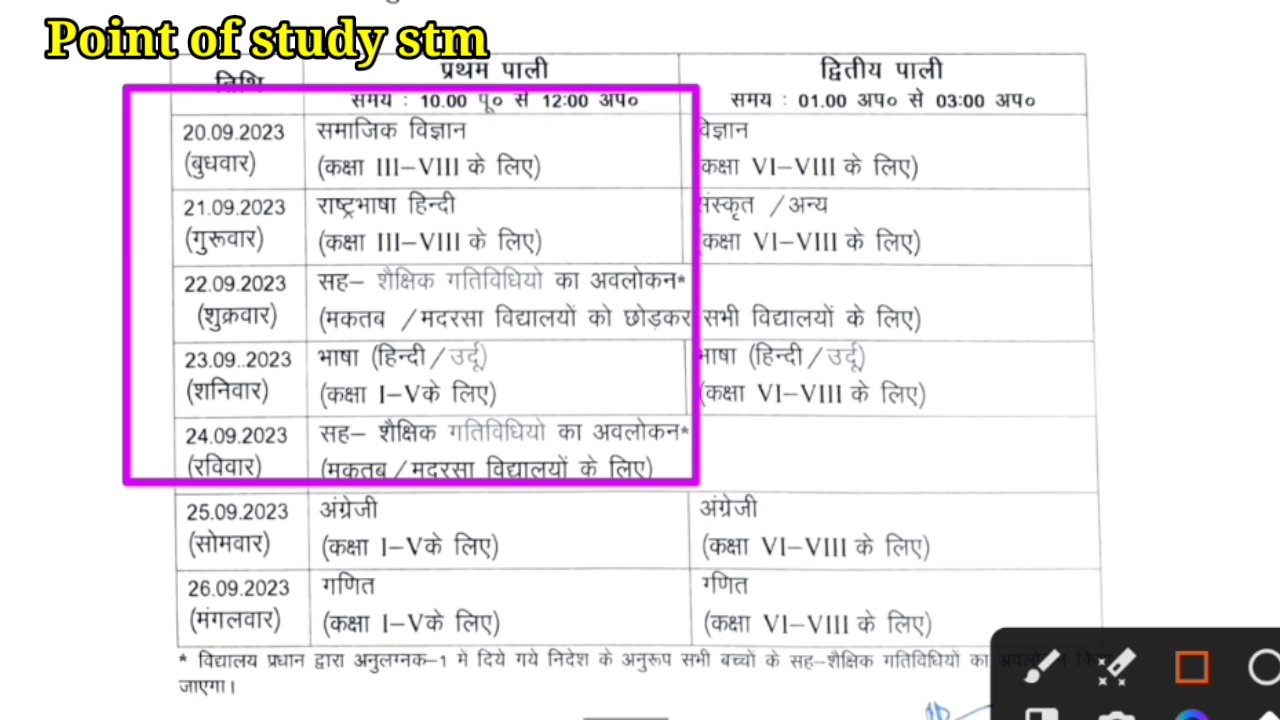 Point of study stm
तिथि
प्रथम पाली
द्वितीय पाली
समय : 10.00 पू० से 12:00 अप०
समय : 01.00 अप० से 03:00 अप०
20.09.2023
(बुधवार)
समाजिक विज्ञान
(कक्षा III–VIII के लिए)
विज्ञान
(कक्षा VI–VIII के लिए)
21.09.2023
(गुरूवार)
राष्ट्रभाषा हिन्दी
(कक्षा III–VIII के लिए)
संस्कृत /अन्य
(कक्षा VI–VIII के लिए)
22.09.2023
(शुक्रवार)
सह– शैक्षिक गतिविधियो का अवलोकन*
(मकतब /मदरसा विद्यालयों को छोड़कर सभी विद्यालयों के लिए)
23.09..2023
(शनिवार)
भाषा (हिन्दी/उर्दू)
(कक्षा I–Vके लिए)
भाषा (हिन्दी/उर्दू)
(कक्षा VI–VIII के लिए)
24.09.2023
(रविवार)
सह– शैक्षिक गतिविधियो का अवलोकन*
(मकतब/मदरसा विद्यालयों के लिए)
25.09.2023
(सोमवार)
अंग्रेजी
(कक्षा I–Vके लिए)
अंग्रेजी
(कक्षा VI–VIII के लिए)
26.09.2023
(मंगलवार)
गणित
(कक्षा I–Vके लिए)
गणित
(कक्षा VI–VIII के लिए)
* विद्यालय प्रधान द्वारा अनुलग्नक–1 मे दिये गये निदेश के अनुरूप सभी बच्चों के सह–शैक्षिक गतिविधियों का
जाएगा।